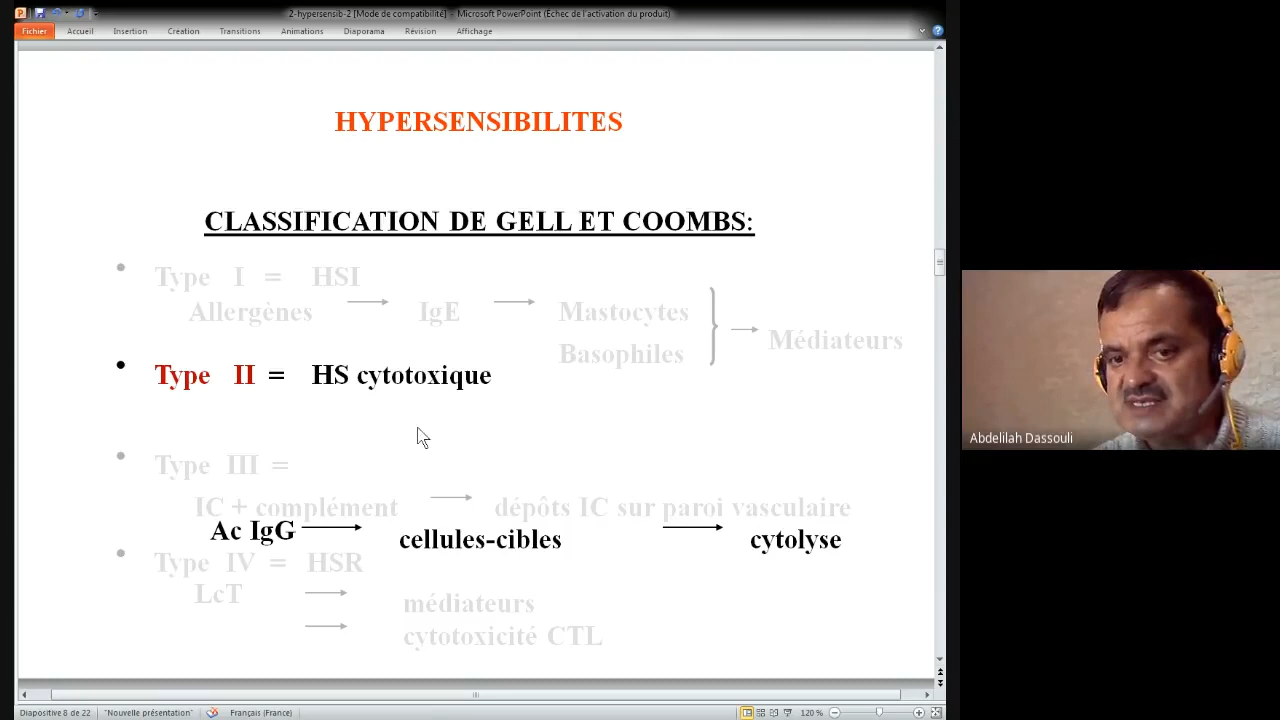 2-hypersensib-2 [Mode de compatibilité] - Microsoft PowerPoint (Échec de l'activation du produit)
Fichier Accueil Insertion Création Transitions Animations Diaporama Révision Affichage
HYPERSENSIBILITES
CLASSIFICATION DE GELL ET COOMBS:
• Type I = HSI
Allergènes → IgE → Mastocytes
Basophiles
→ Médiateurs
• Type II = HS cytotoxique
• Type III =
IC + complément → dépôts IC sur paroi vasculaire
Ac IgG → cellules-cibles → cytolyse
• Type IV = HSR
LcT → médiateurs
→ cytotoxicité CTL
Abdelilah Dassouli
Diapositive 8 de 22 "Nouvelle présentation" Français (France) 120 %